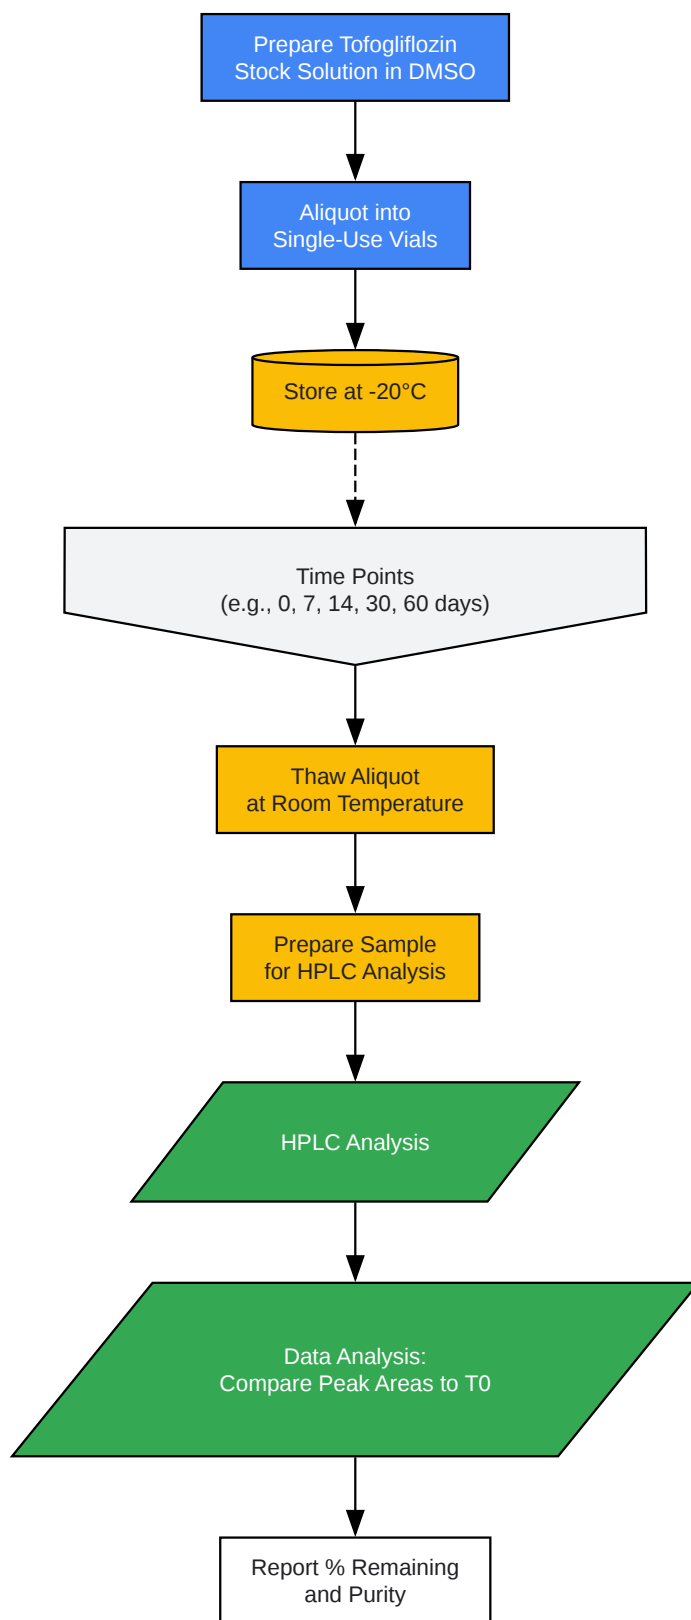 Prepare Tofogliflozin
Stock Solution in DMSO
Aliquot into
Single-Use Vials
Store at -20°C
Time Points
(e.g., 0, 7, 14, 30, 60 days)
Thaw Aliquot
at Room Temperature
Prepare Sample
for HPLC Analysis
HPLC Analysis
Data Analysis:
Compare Peak Areas to T0
Report % Remaining
and Purity